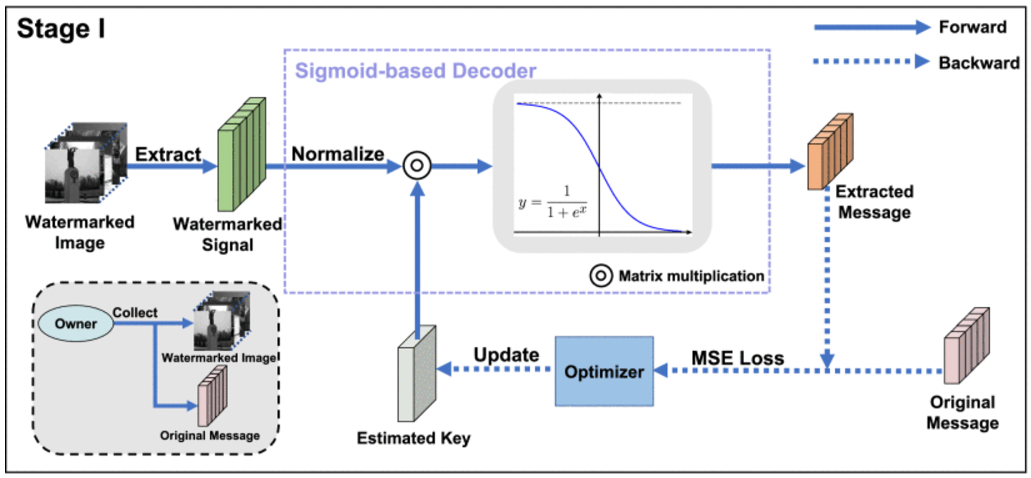 Stage I
Forward
Backward
Sigmoid-based Decoder
Extract
Normalize
y = 1 / (1 + e^x)
Watermarked
Image
Watermarked
Signal
Extracted
Message
Matrix multiplication
Owner
Collect
Watermarked Image
Original Message
Estimated Key
Update
Optimizer
MSE Loss
Original
Message